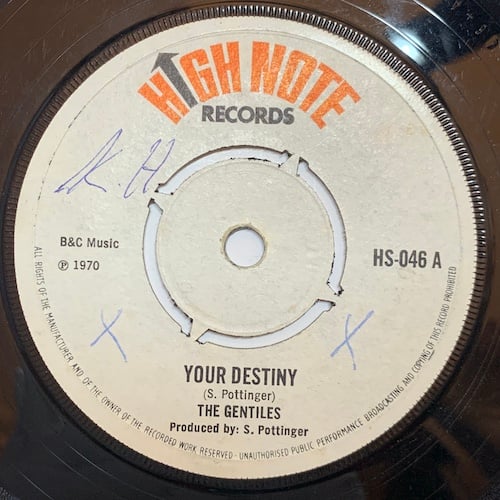 HIGH NOTE
RECORDS
A. H.
B&C Music
℗ 1970
HS-046 A
X
X
YOUR DESTINY
(S. Pottinger)
THE GENTILES
Produced by: S. Pottinger
ALL RIGHTS OF THE MANUFACTURER, AND OF THE OWNER OF THE RECORDED WORK RESERVED-UNAUTHORISED PUBLIC PERFORMANCE BROADCASTING AND COPYING OF THIS RECORD PROHIBITED